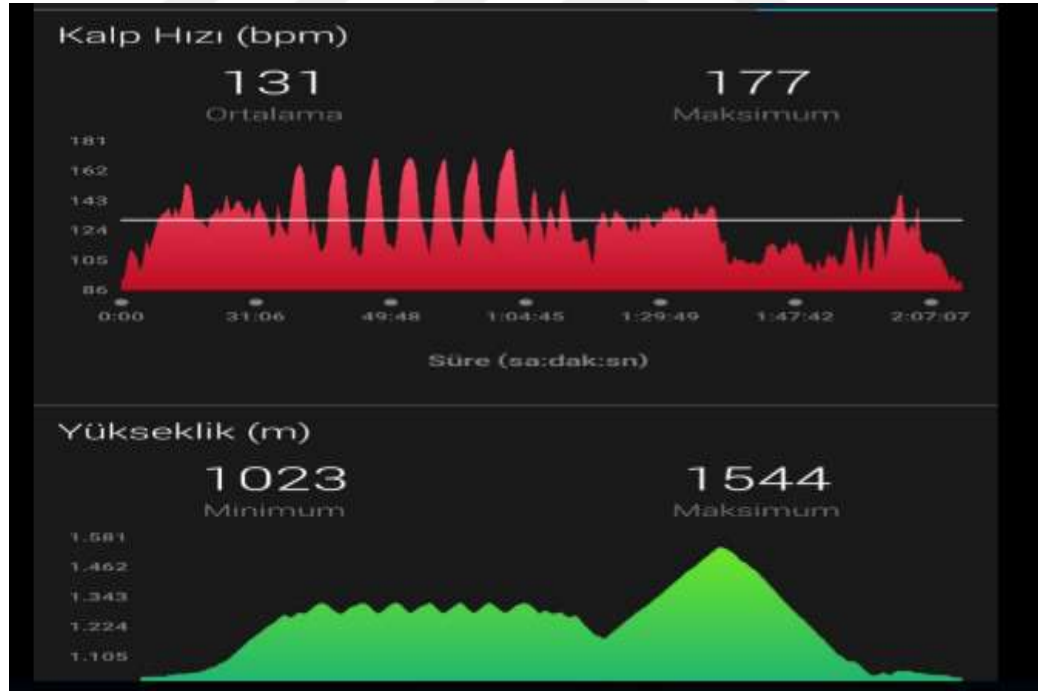 Kalp Hızı (bpm)
131 177
Ortalama Maksimum
181
162
143
124
105
86
0:00 31:06 49:48 1:04:45 1:29:49 1:47:42 2:07:07
Süre (sa:dak:sn)
Yükseklik (m)
1023 1544
Minimum Maksimum
1.581
1.462
1.343
1.224
1.105